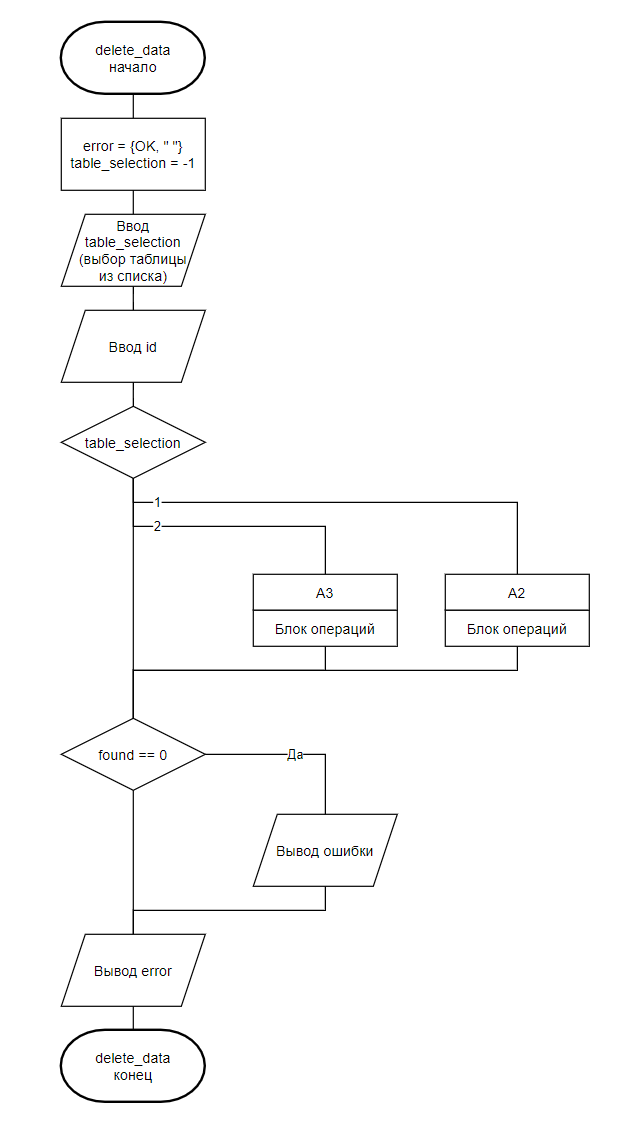 delete_data
начало
error = {OK, " "}
table_selection = -1
Ввод
table_selection
(выбор таблицы
из списка)
Ввод id
table_selection
1
2
A3
A2
Блок операций
Блок операций
found == 0
Да
Вывод ошибки
Вывод error
delete_data
конец